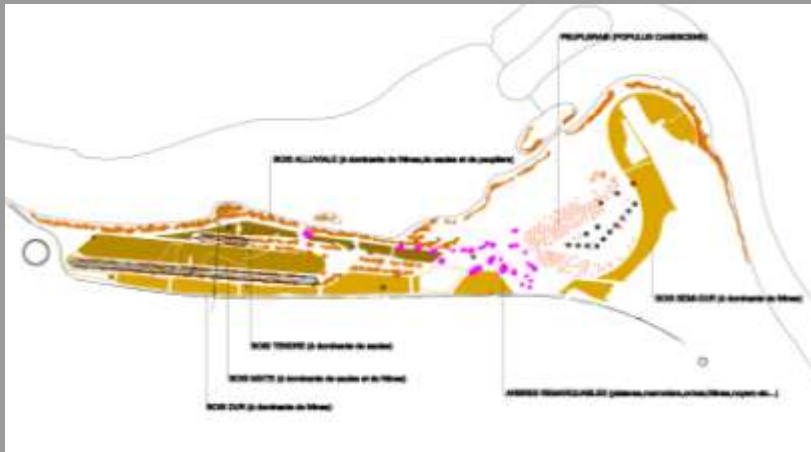 PEUPLERAIE (POPULUS CANESCENS)
BOIS ALLUVIALE (à dominante de frênes,de saules et de peupliers)
BOIS SEMI-DUR (à dominante de frênes)
BOIS TENDRE (à dominante de saules)
BOIS MIXTE (à dominante de saules et de frênes)
ARBRES REMARQUABLES (platanes,marronniers,ormes,frênes,noyers etc...)
BOIS DUR (à dominante de frênes)